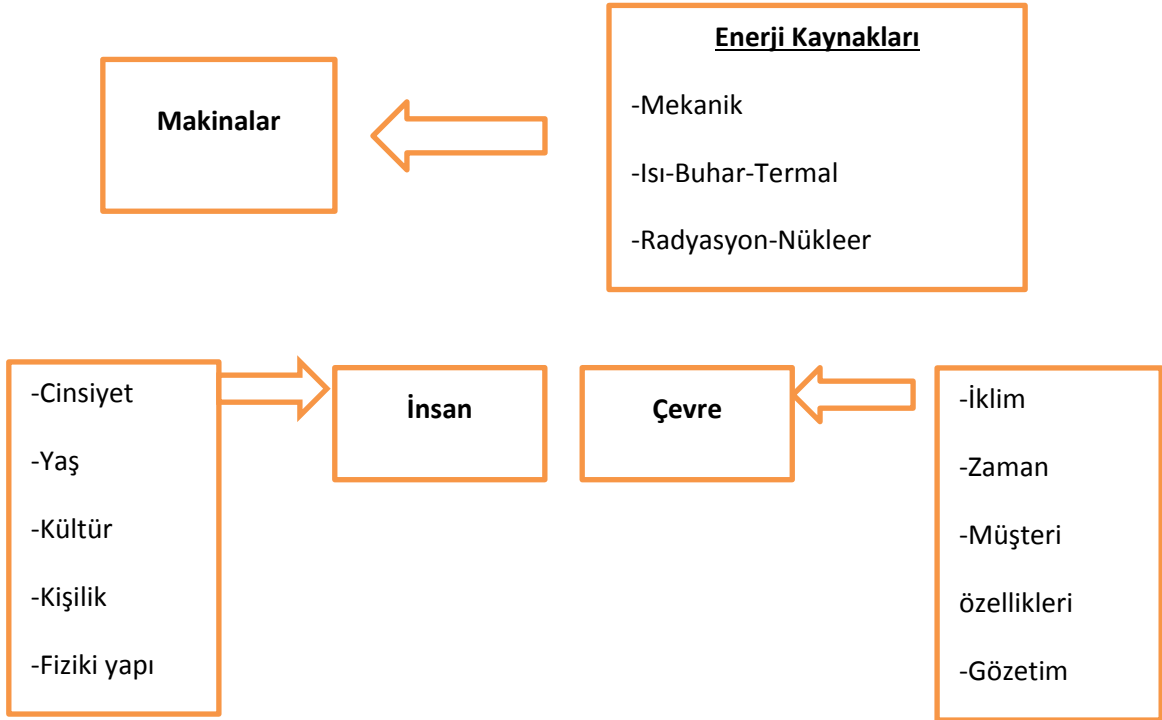 Makinalar
Enerji Kaynakları
-Mekanik
-Isı-Buhar-Termal
-Radyasyon-Nükleer
-Cinsiyet
-Yaş
-Kültür
-Kişilik
-Fiziki yapı
İnsan
Çevre
-İklim
-Zaman
-Müşteri
özellikleri
-Gözetim